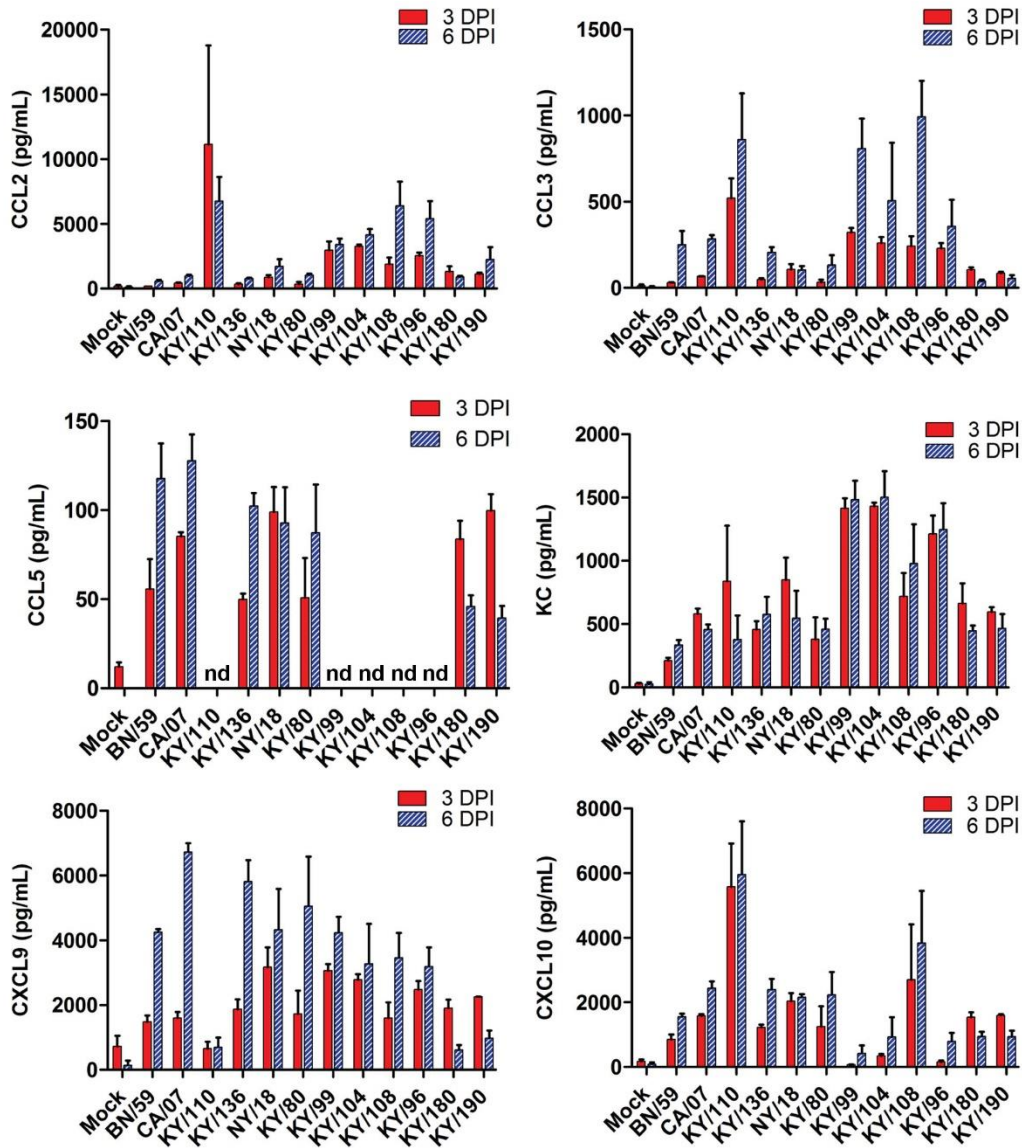 3 DPI
6 DPI
CCL2 (pg/mL)
20000
15000
10000
5000
0
Mock
BN/59
CA/07
KY/110
KY/136
NY/18
KY/80
KY/99
KY/104
KY/108
KY/96
KY/180
KY/190
3 DPI
6 DPI
CCL3 (pg/mL)
1500
1000
500
0
Mock
BN/59
CA/07
KY/110
KY/136
NY/18
KY/80
KY/99
KY/104
KY/108
KY/96
KY/180
KY/190
3 DPI
6 DPI
CCL5 (pg/mL)
150
100
50
0
nd
nd
nd
nd
nd
Mock
BN/59
CA/07
KY/110
KY/136
NY/18
KY/80
KY/99
KY/104
KY/108
KY/96
KY/180
KY/190
3 DPI
6 DPI
KC (pg/mL)
2000
1500
1000
500
0
Mock
BN/59
CA/07
KY/110
KY/136
NY/18
KY/80
KY/99
KY/104
KY/108
KY/96
KY/180
KY/190
3 DPI
6 DPI
CXCL9 (pg/mL)
8000
6000
4000
2000
0
Mock
BN/59
CA/07
KY/110
KY/136
NY/18
KY/80
KY/99
KY/104
KY/108
KY/96
KY/180
KY/190
3 DPI
6 DPI
CXCL10 (pg/mL)
8000
6000
4000
2000
0
Mock
BN/59
CA/07
KY/110
KY/136
NY/18
KY/80
KY/99
KY/104
KY/108
KY/96
KY/180
KY/190